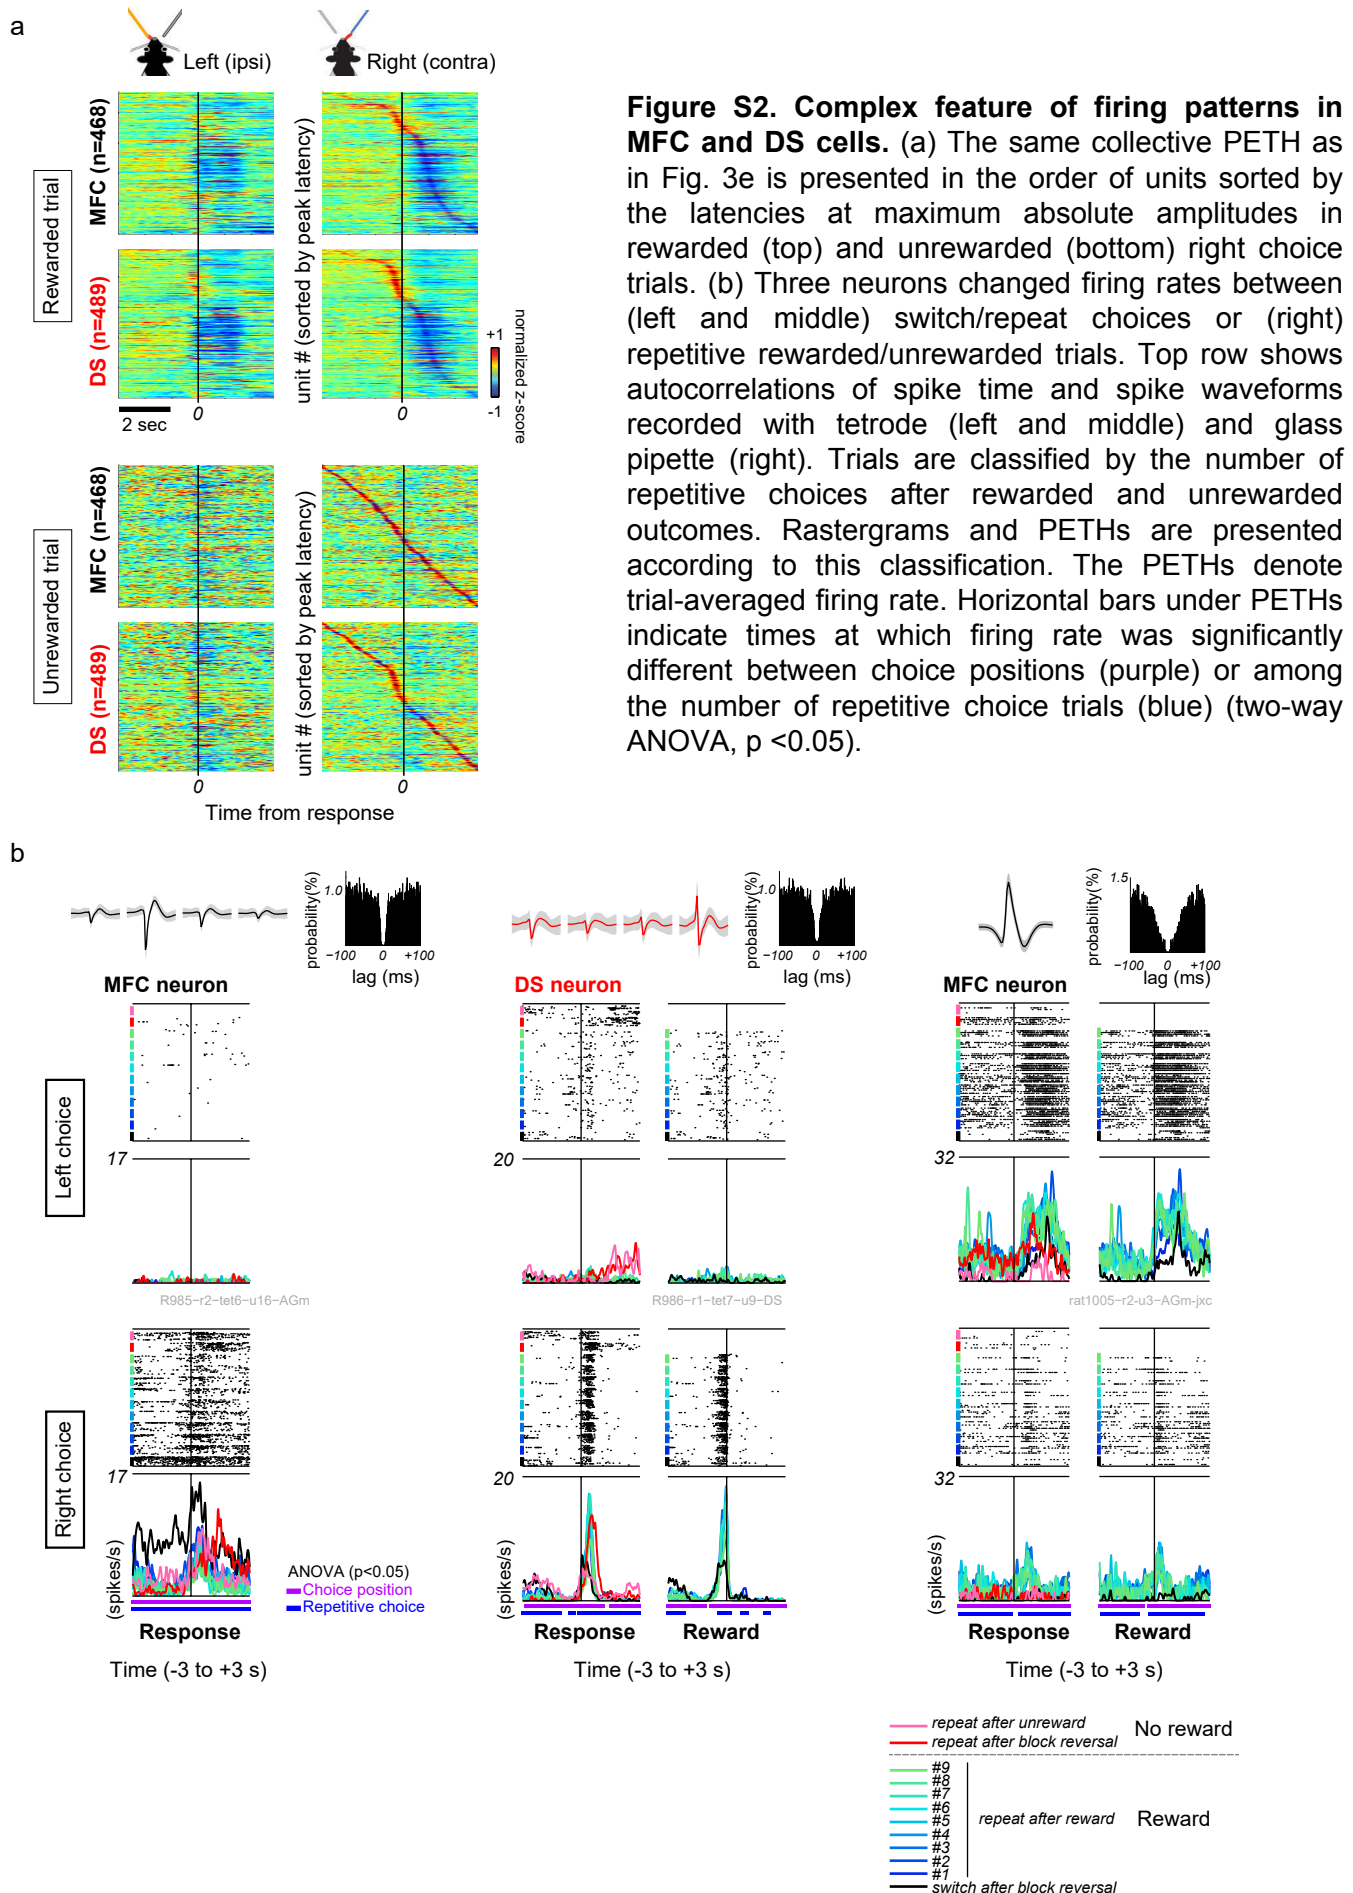 a
Left (ipsi)
Right (contra)
Figure S2. Complex feature of firing patterns in
MFC and DS cells. (a) The same collective PETH as
in Fig. 3e is presented in the order of units sorted by
the latencies at maximum absolute amplitudes in
rewarded (top) and unrewarded (bottom) right choice
trials. (b) Three neurons changed firing rates between
(left and middle) switch/repeat choices or (right)
repetitive rewarded/unrewarded trials. Top row shows
autocorrelations of spike time and spike waveforms
recorded with tetrode (left and middle) and glass
pipette (right). Trials are classified by the number of
repetitive choices after rewarded and unrewarded
outcomes. Rastergrams and PETHs are presented
according to this classification. The PETHs denote
trial-averaged firing rate. Horizontal bars under PETHs
indicate times at which firing rate was significantly
different between choice positions (purple) or among
the number of repetitive choice trials (blue) (two-way
ANOVA, p <0.05).
Rewarded trial
MFC (n=468)
DS (n=489)
unit # (sorted by peak latency)
+1
-1
normalized z-score
2 sec
0
0
Unrewarded trial
MFC (n=468)
DS (n=489)
unit # (sorted by peak latency)
0
0
Time from response
b
probability(%)
1.0
−100 0 +100
lag (ms)
probability(%)
1.0
−100 0 +100
lag (ms)
probability(%)
1.5
−100 0 +100
lag (ms)
MFC neuron
DS neuron
MFC neuron
Left choice
17
20
32
R985−r2−tet6−u16−AGm
R986−r1−tet7−u9−DS
rat1005−r2-u3−AGm-jxc
Right choice
17
20
32
(spikes/s)
(spikes/s)
ANOVA (p<0.05)
Choice position
Repetitive choice
Response
Response
Reward
Response
Reward
Time (-3 to +3 s)
Time (-3 to +3 s)
Time (-3 to +3 s)
repeat after unreward
No reward
repeat after block reversal
#9
#8
#7
#6
#5
repeat after reward
Reward
#4
#3
#2
#1
switch after block reversal